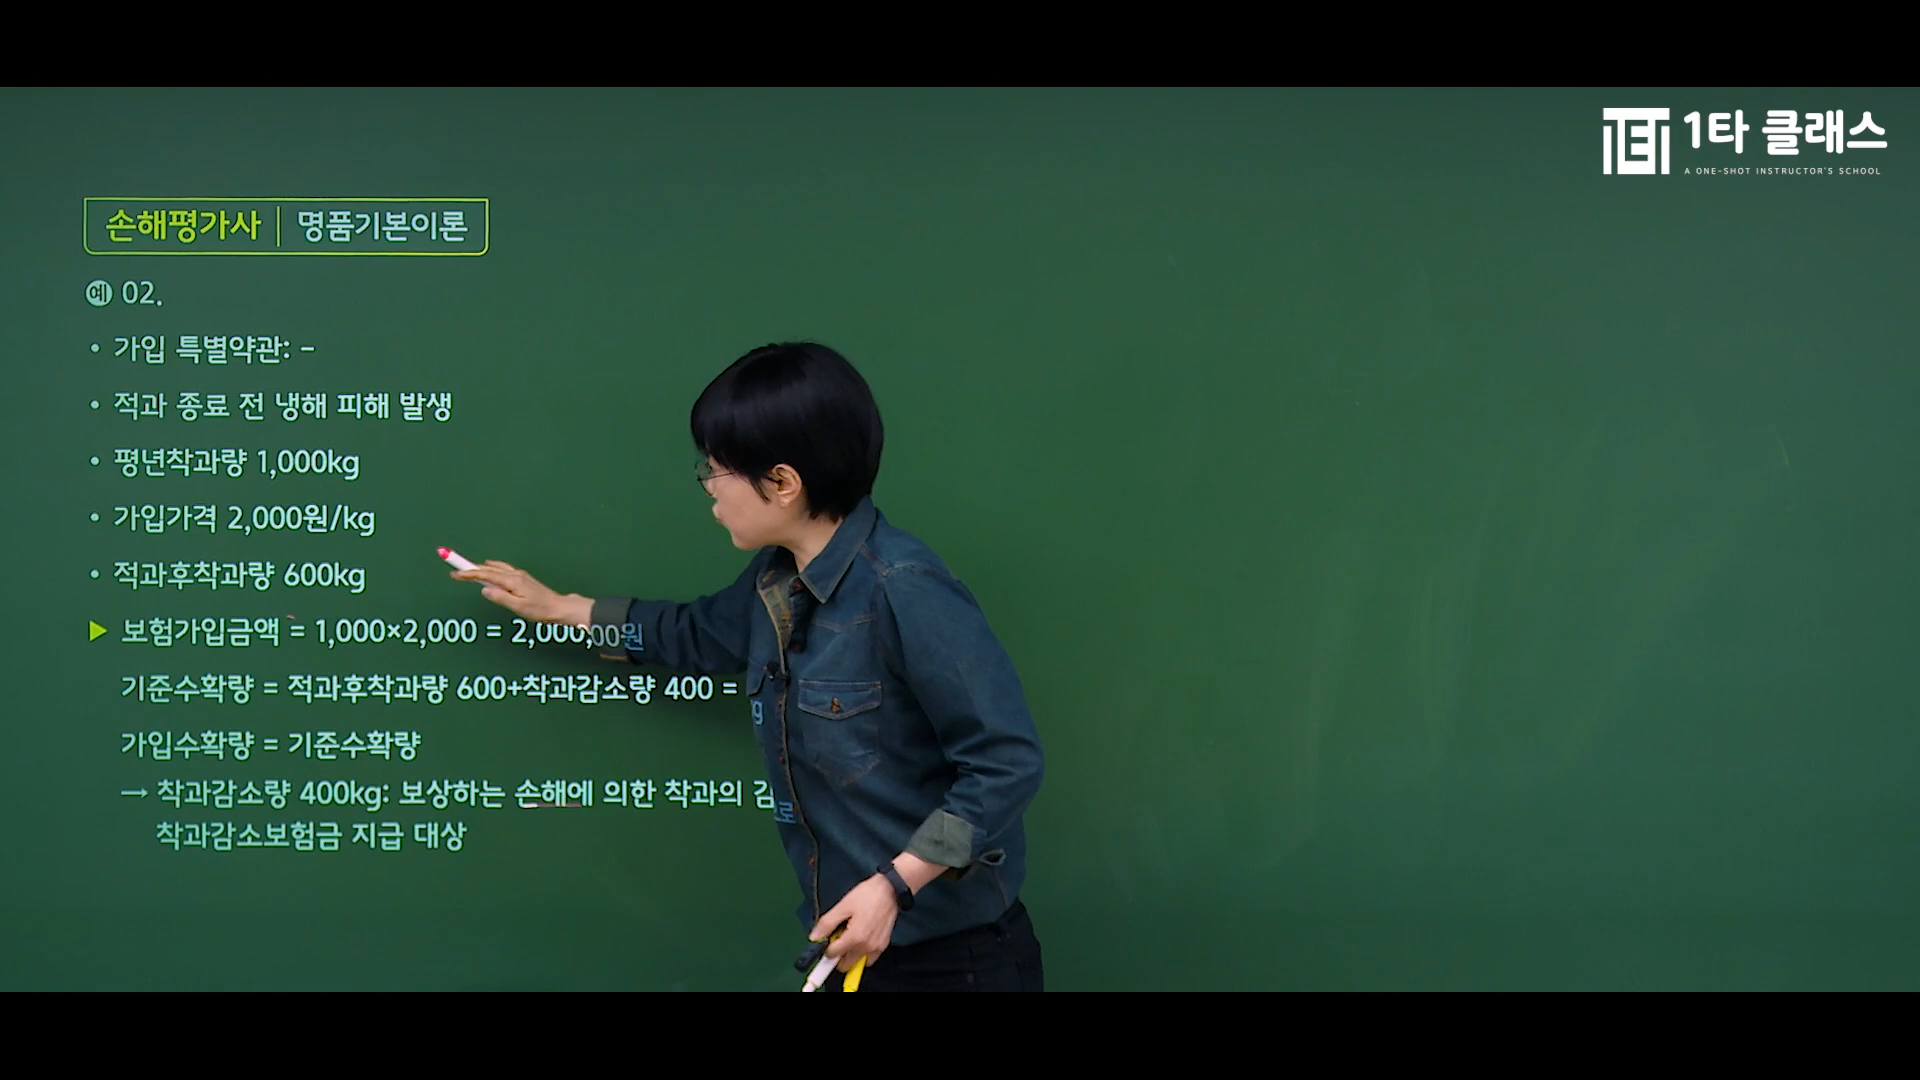 1타 클래스
A ONE-SHOT INSTRUCTOR'S SCHOOL
손해평가사 | 명품기본이론
예 02.
• 가입 특별약관: -
• 적과 종료 전 냉해 피해 발생
• 평년착과량 1,000kg
• 가입가격 2,000원/kg
• 적과후착과량 600kg
▶ 보험가입금액 = 1,000×2,000 = 2,000,00원
기준수확량 = 적과후착과량 600+착과감소량 400 =
가입수확량 = 기준수확량
→ 착과감소량 400kg: 보상하는 손해에 의한 착과의 감 로
착과감소보험금 지급 대상